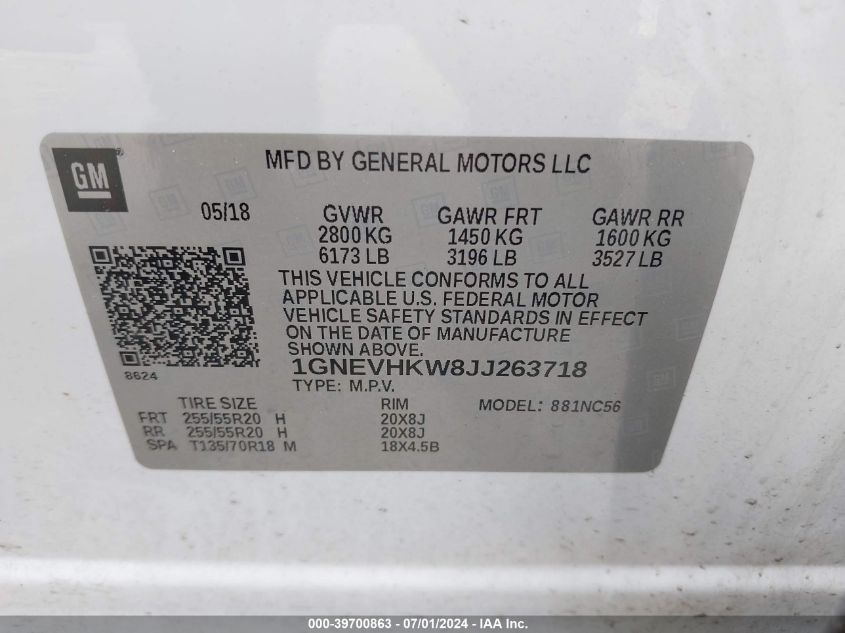 GM
MFD BY GENERAL MOTORS LLC
05/18 GVWR GAWR FRT GAWR RR
2800 KG 1450 KG 1600 KG
6173 LB 3196 LB 3527 LB
THIS VEHICLE CONFORMS TO ALL
APPLICABLE U.S. FEDERAL MOTOR
VEHICLE SAFETY STANDARDS IN EFFECT
ON THE DATE OF MANUFACTURE
SHOWN ABOVE.
8624
1GNEVHKW8JJ263718
TYPE: M.P.V.
TIRE SIZE RIM MODEL: 881NC56
FRT 255/55R20 H 20X8J
RR 255/55R20 H 20X8J
SPA T135/70R18 M 18X4.5B
000-39700863 - 07/01/2024 - IAA Inc.